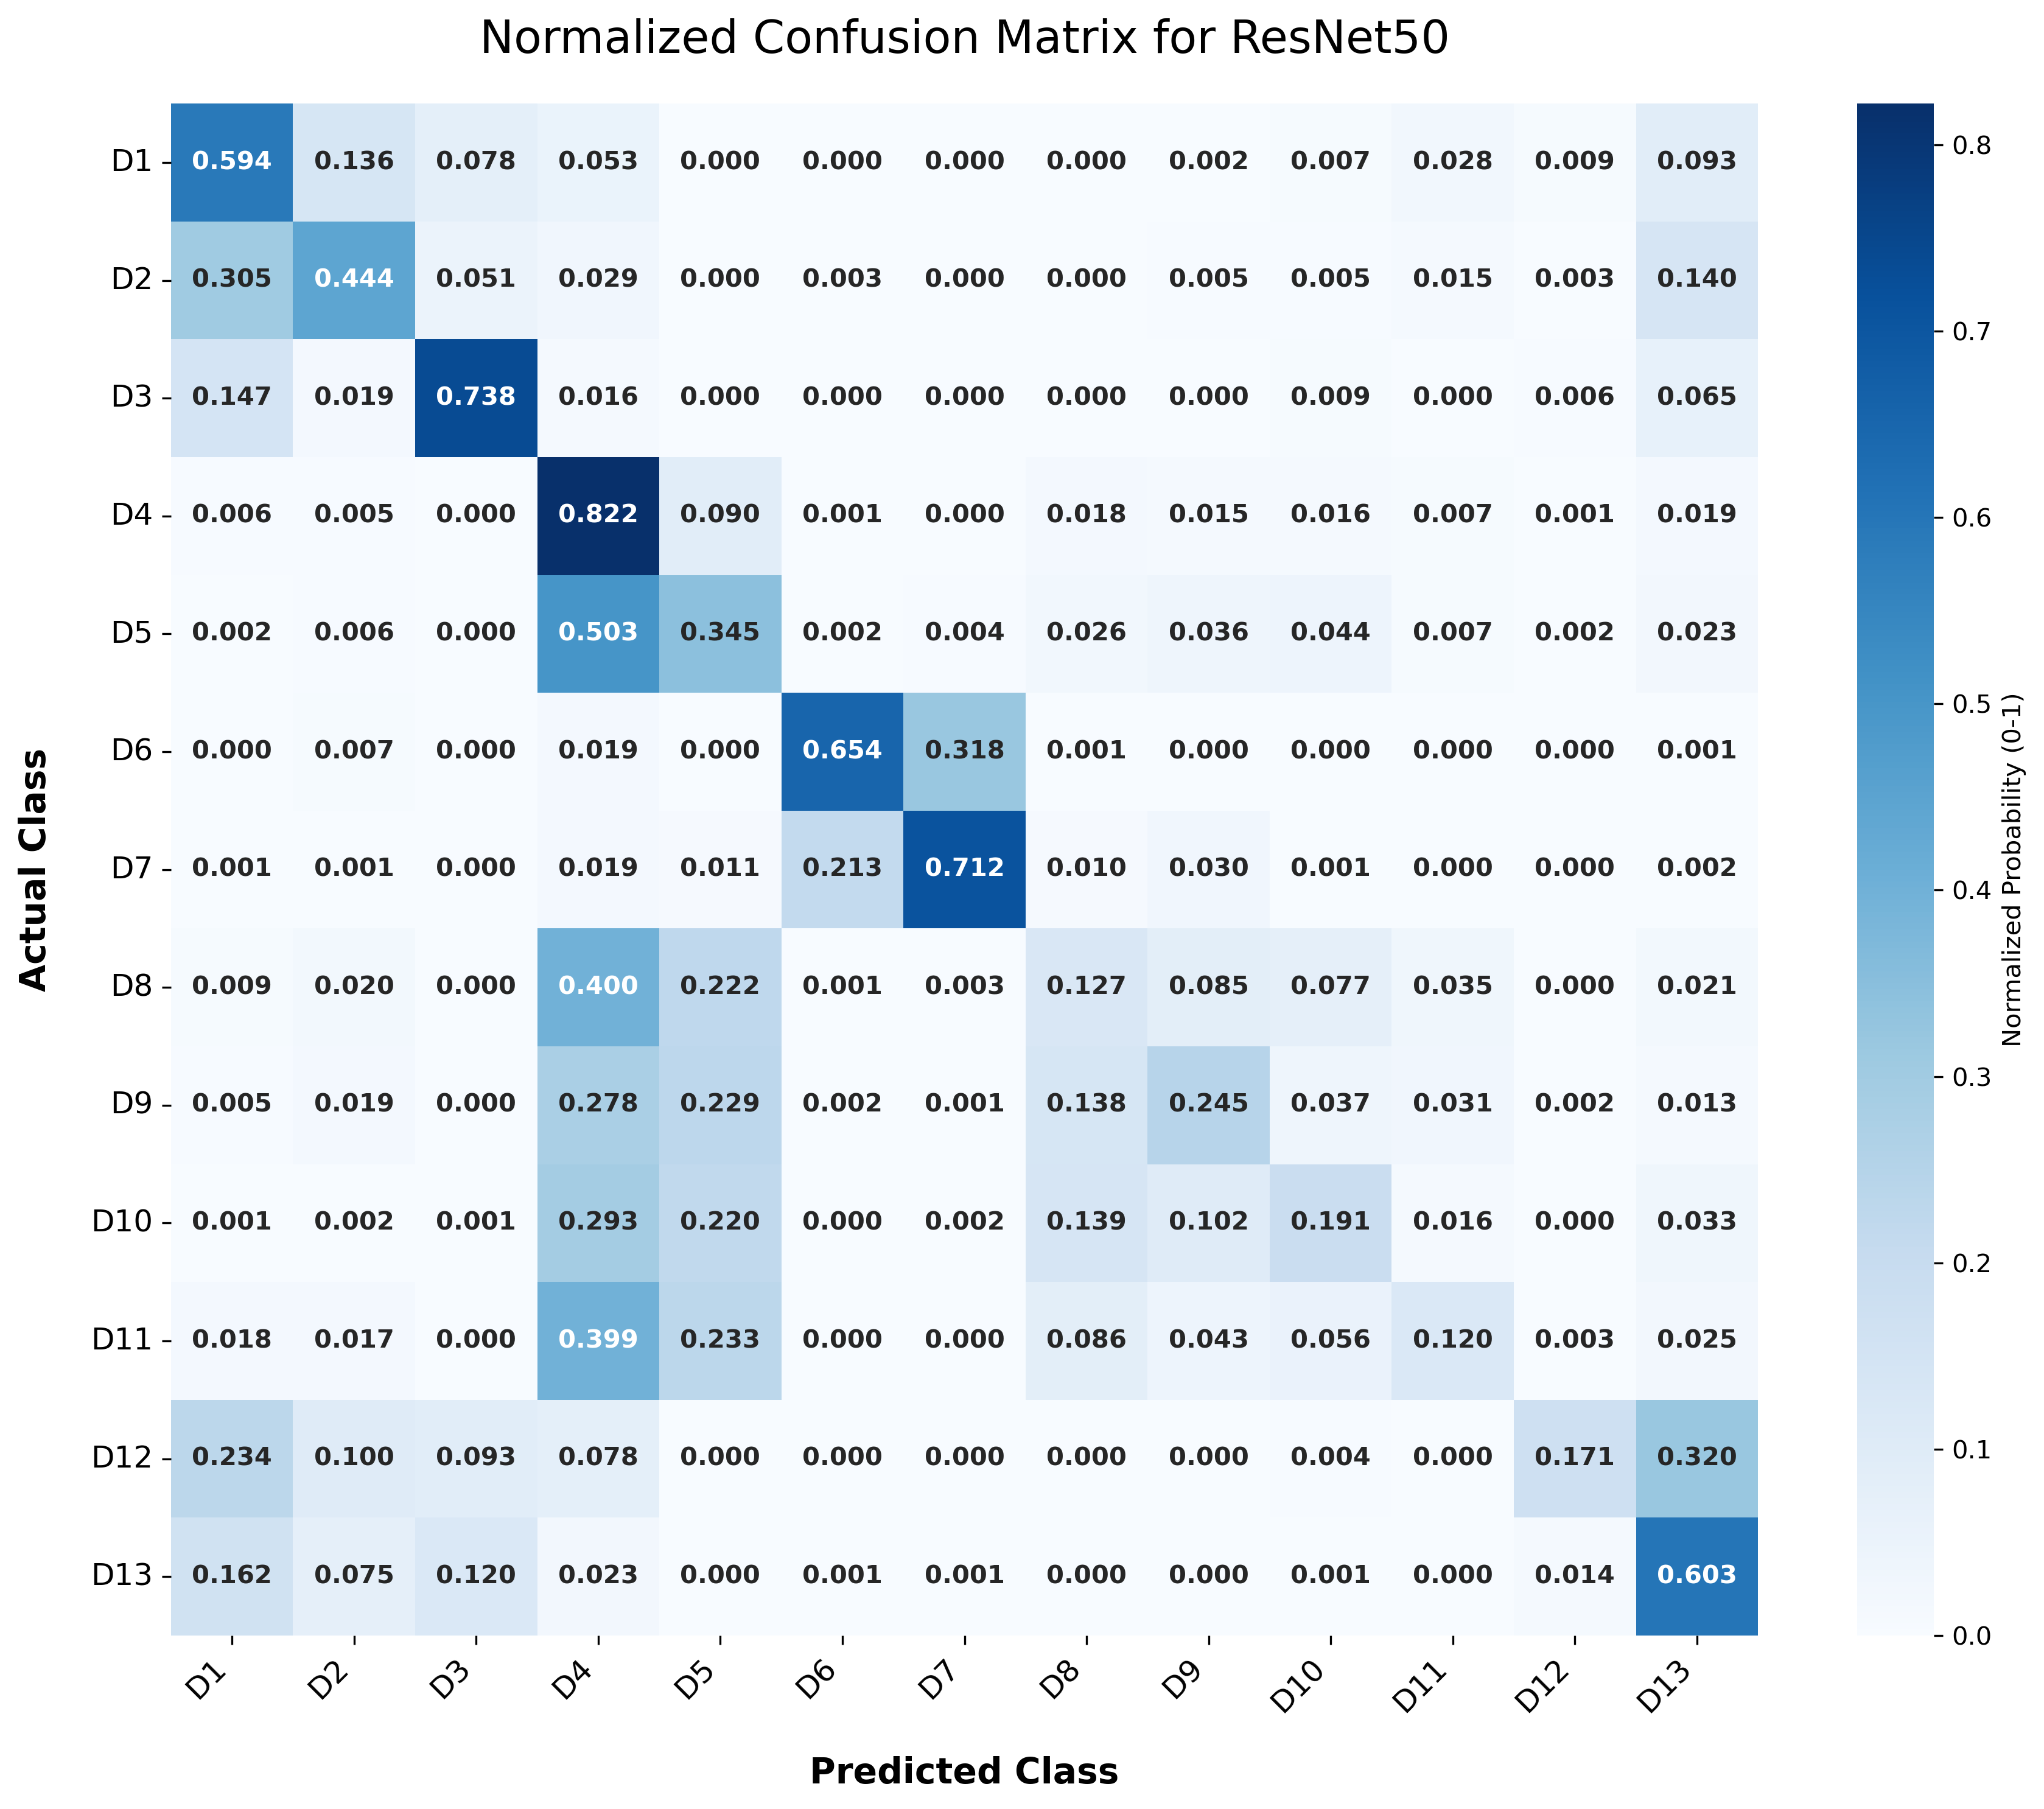 Normalized Confusion Matrix for ResNet50
D1 0.594 0.136 0.078 0.053 0.000 0.000 0.000 0.000 0.002 0.007 0.028 0.009 0.093
D2 0.305 0.444 0.051 0.029 0.000 0.003 0.000 0.000 0.005 0.005 0.015 0.003 0.140
D3 0.147 0.019 0.738 0.016 0.000 0.000 0.000 0.000 0.000 0.009 0.000 0.006 0.065
D4 0.006 0.005 0.000 0.822 0.090 0.001 0.000 0.018 0.015 0.016 0.007 0.001 0.019
D5 0.002 0.006 0.000 0.503 0.345 0.002 0.004 0.026 0.036 0.044 0.007 0.002 0.023
D6 0.000 0.007 0.000 0.019 0.000 0.654 0.318 0.001 0.000 0.000 0.000 0.000 0.001
D7 0.001 0.001 0.000 0.019 0.011 0.213 0.712 0.010 0.030 0.001 0.000 0.000 0.002
D8 0.009 0.020 0.000 0.400 0.222 0.001 0.003 0.127 0.085 0.077 0.035 0.000 0.021
D9 0.005 0.019 0.000 0.278 0.229 0.002 0.001 0.138 0.245 0.037 0.031 0.002 0.013
D10 0.001 0.002 0.001 0.293 0.220 0.000 0.002 0.139 0.102 0.191 0.016 0.000 0.033
D11 0.018 0.017 0.000 0.399 0.233 0.000 0.000 0.086 0.043 0.056 0.120 0.003 0.025
D12 0.234 0.100 0.093 0.078 0.000 0.000 0.000 0.000 0.000 0.004 0.000 0.171 0.320
D13 0.162 0.075 0.120 0.023 0.000 0.001 0.001 0.000 0.000 0.001 0.000 0.014 0.603
D1 D2 D3 D4 D5 D6 D7 D8 D9 D10 D11 D12 D13
Predicted Class
Actual Class
0.8
0.7
0.6
0.5
0.4
0.3
0.2
0.1
0.0
Normalized Probability (0-1)